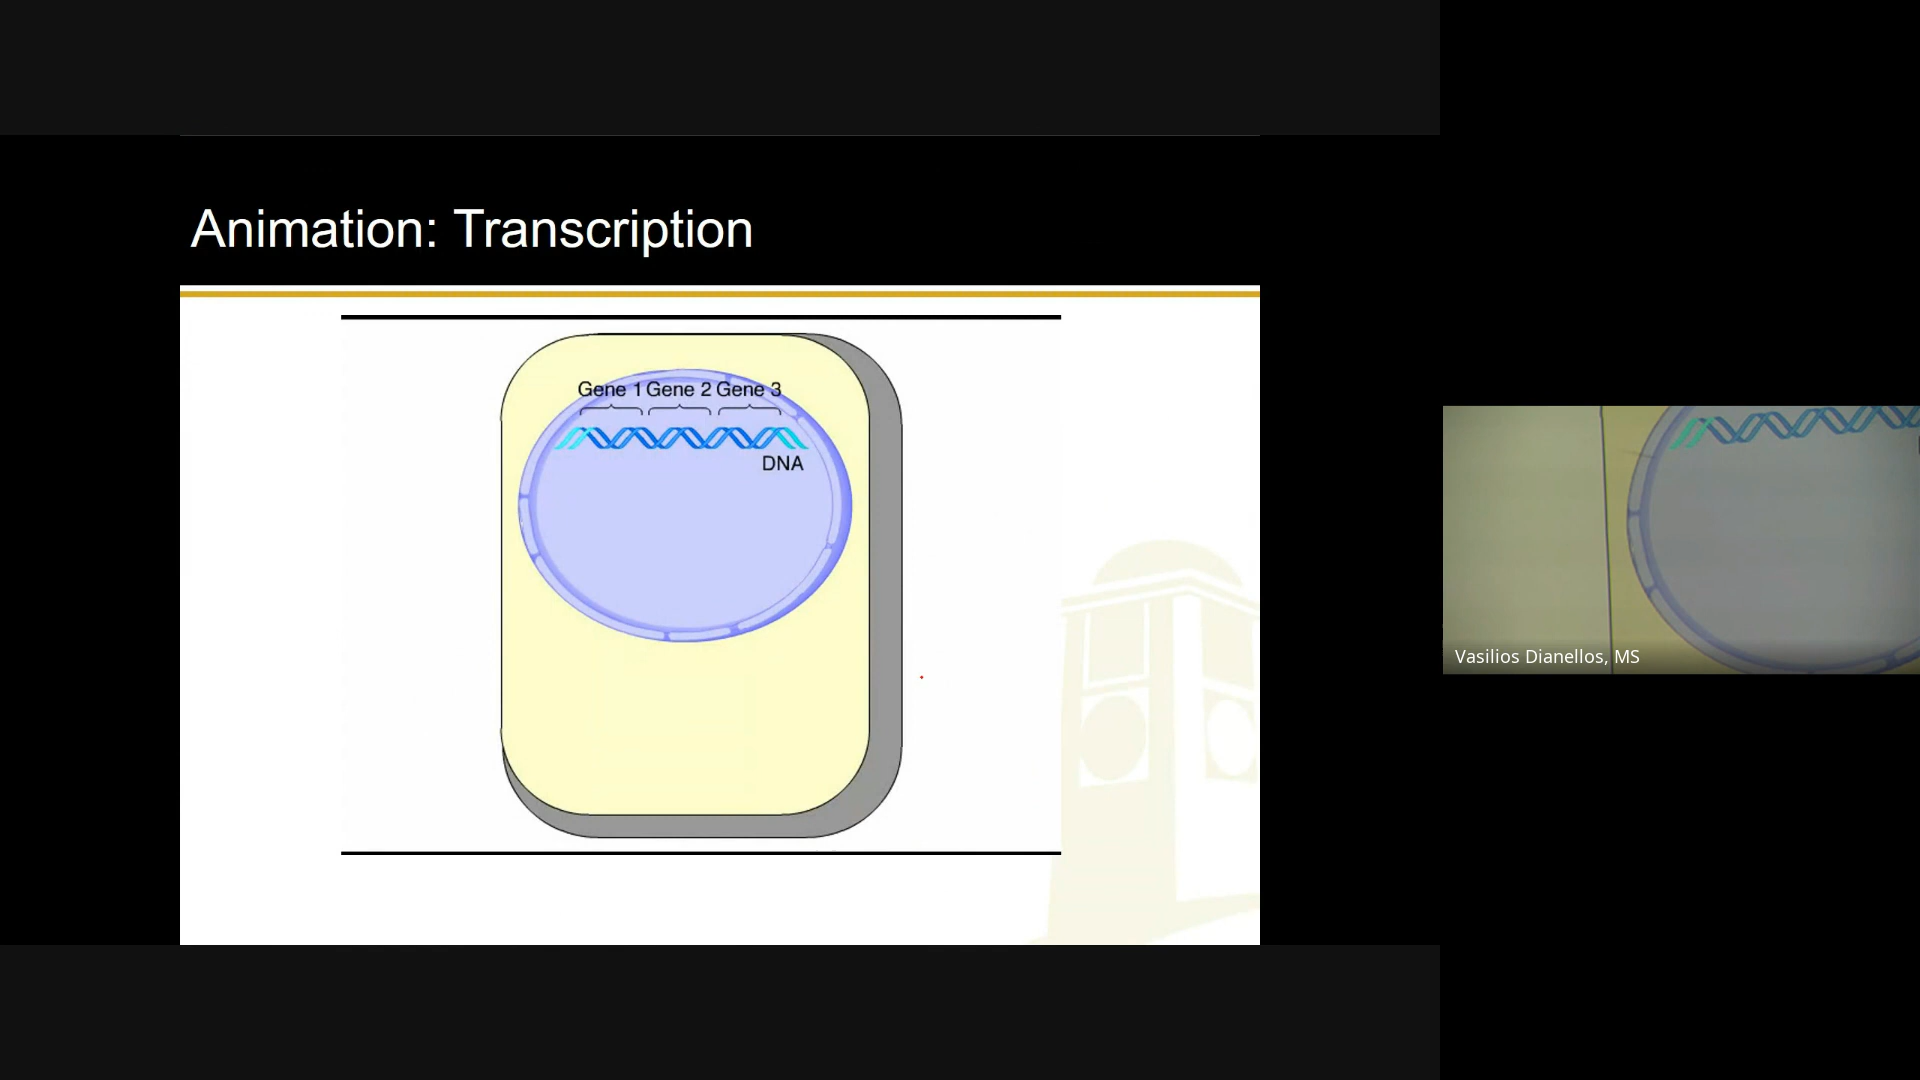 Animation: Transcription
Gene 1 Gene 2 Gene 3
DNA
Vasilios Dianellos, MS